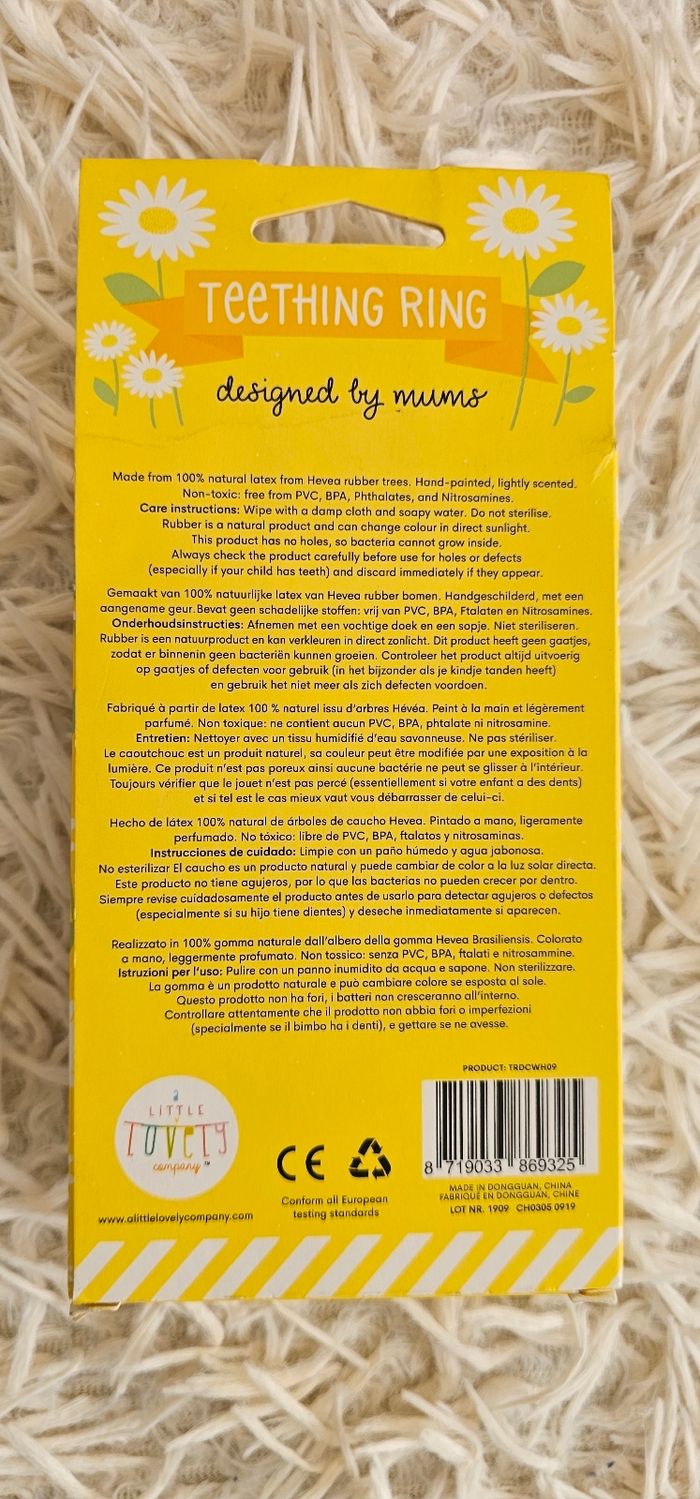 TEETHING RING
designed by mums
Made from 100% natural latex from Hevea rubber trees. Hand-painted, lightly scented.
Non-toxic: free from PVC, BPA, Phthalates, and Nitrosamines.
Care instructions: Wipe with a damp cloth and soapy water. Do not sterilise.
Rubber is a natural product and can change colour in direct sunlight.
This product has no holes, so bacteria cannot grow inside.
Always check the product carefully before use for holes or defects
(especially if your child has teeth) and discard immediately if they appear.
Gemaakt van 100% natuurlijke latex van Hevea rubber bomen. Handgeschilderd, met een
aangename geur. Bevat geen schadelijke stoffen: vrij van PVC, BPA, Ftalaten en Nitrosamines.
Onderhoudsinstructies: Afnemen met een vochtige doek en een sopje. Niet steriliseren.
Rubber is een natuurproduct en kan verkleuren in direct zonlicht. Dit product heeft geen gaatjes,
zodat er binnenin geen bacteriën kunnen groeien. Controleer het product altijd uitvoerig
op gaatjes of defecten voor gebruik (in het bijzonder als je kindje tanden heeft)
en gebruik het niet meer als zich defecten voordoen.
Fabriqué à partir de latex 100 % naturel issu d'arbres Hévéa. Peint à la main et légèrement
parfumé. Non toxique: ne contient aucun PVC, BPA, phtalate ni nitrosamine.
Entretien: Nettoyer avec un tissu humidifié d'eau savonneuse. Ne pas stériliser.
Le caoutchouc est un produit naturel, sa couleur peut être modifiée par une exposition à la
lumière. Ce produit n'est pas poreux ainsi aucune bactérie ne peut se glisser à l'intérieur.
Toujours vérifier que le jouet n'est pas percé (essentiellement si votre enfant a des dents)
et si tel est le cas mieux vaut vous débarrasser de celui-ci.
Hecho de látex 100% natural de árboles de caucho Hevea. Pintado a mano, ligeramente
perfumado. No tóxico: libre de PVC, BPA, ftalatos y nitrosaminas.
Instrucciones de cuidado: Limpie con un paño húmedo y agua jabonosa.
No esterilizar El caucho es un producto natural y puede cambiar de color a la luz solar directa.
Este producto no tiene agujeros, por lo que las bacterias no pueden crecer por dentro.
Siempre revise cuidadosamente el producto antes de usarlo para detectar agujeros o defectos
(especialmente si su hijo tiene dientes) y deseche inmediatamente si aparecen.
Realizzato in 100% gomma naturale dall'albero della gomma Hevea Brasiliensis. Colorato
a mano, leggermente profumato. Non tossico: senza PVC, BPA, ftalati e nitrosammine.
Istruzioni per l'uso: Pulire con un panno inumidito da acqua e sapone. Non sterilizzare.
La gomma è un prodotto naturale e può cambiare colore se esposta al sole.
Questo prodotto non ha fori, i batteri non cresceranno all'interno.
Controllare attentamente che il prodotto non abbia fori o imperfezioni
(specialmente se il bimbo ha i denti), e gettare se ne avesse.
PRODUCT: TRDCWH09
a
LITTLE
LOVELY
company ™
www.alittlelovelycompany.com
CE
Conform all European
testing standards
8 719033 869325
MADE IN DONGGUAN, CHINA
FABRIQUÉ EN DONGGUAN, CHINE
LOT NR. 1909 CH0305 0919